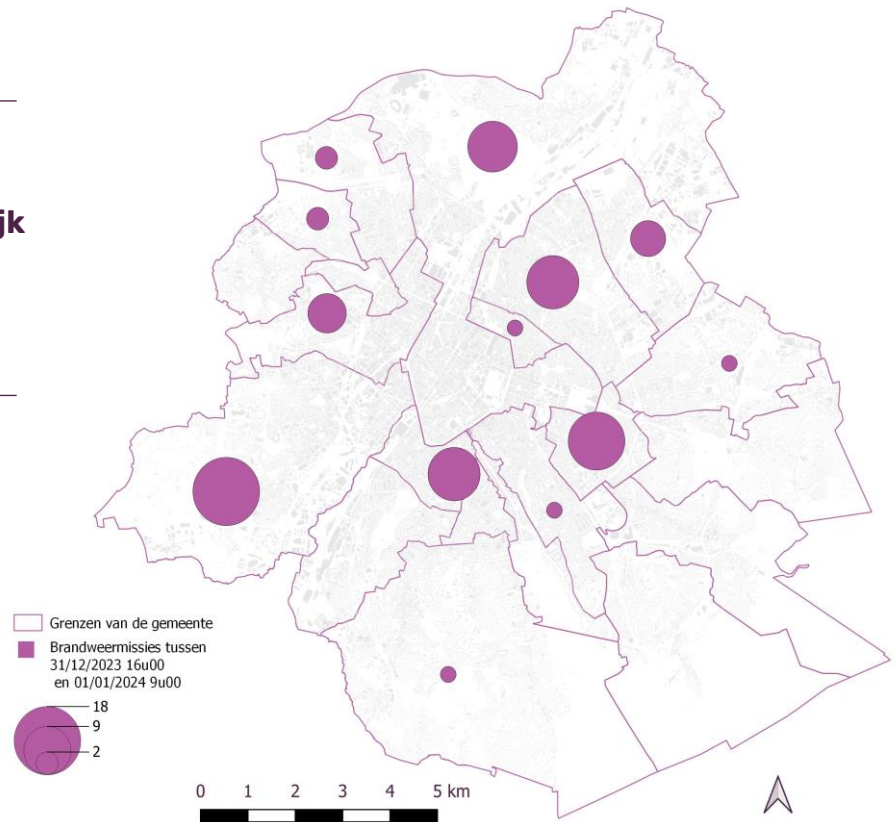 jk
Grenzen van de gemeente
Brandweermissies tussen
31/12/2023 16u00
en 01/01/2024 9u00
18
9
2
0 1 2 3 4 5 km